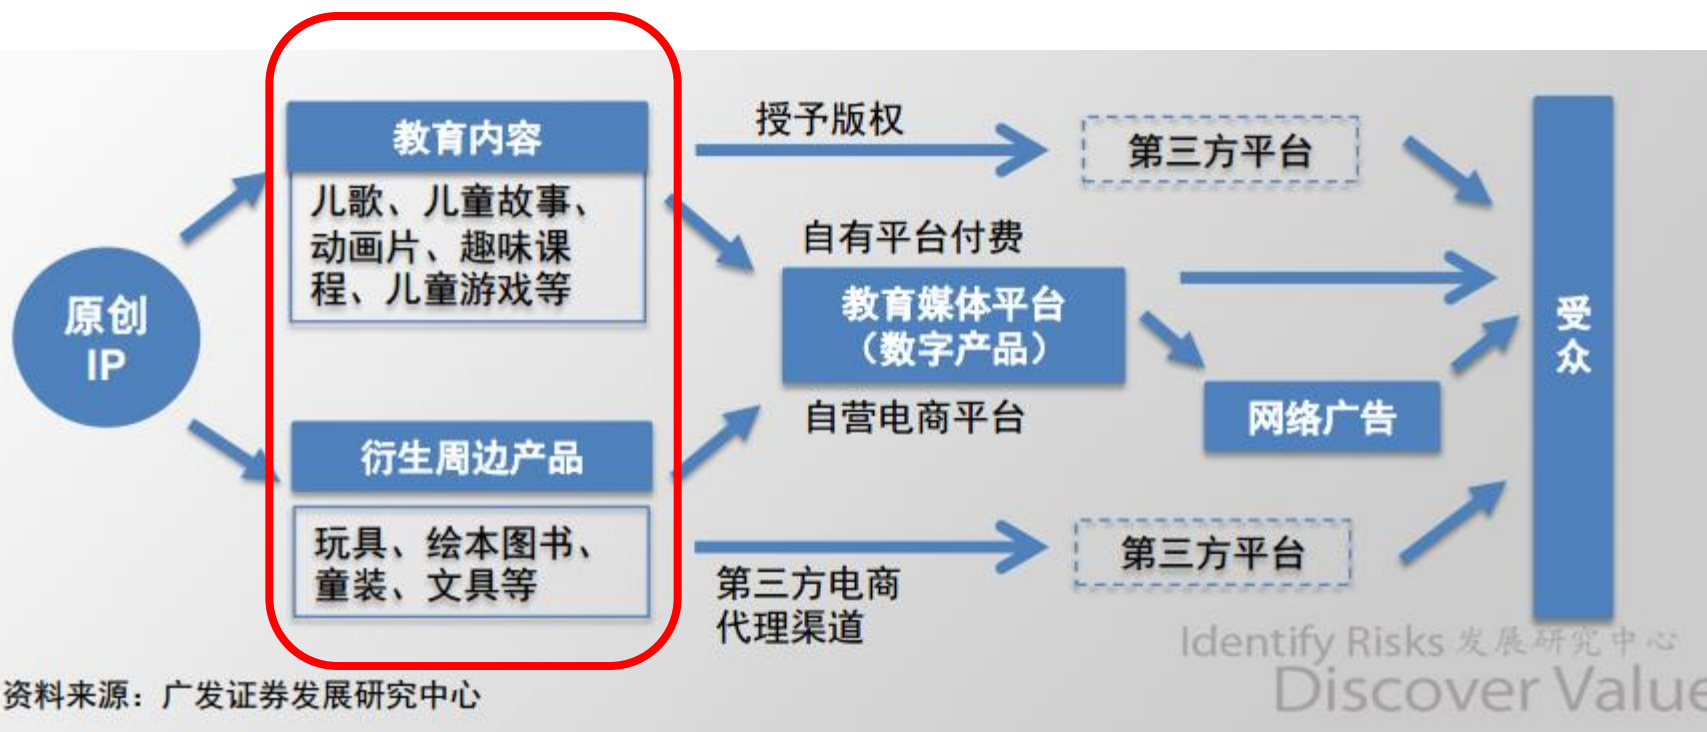 教育内容
儿歌、儿童故事、
动画片、趣味课
程、儿童游戏等
原创
IP
衍生周边产品
玩具、绘本图书、
童装、文具等
授予版权
第三方平台
自有平台付费
教育媒体平台
（数字产品）
自营电商平台
网络广告
第三方电商
代理渠道
第三方平台
受
众
Identify Risks 发展研究中心
Discover Value
资料来源：广发证券发展研究中心